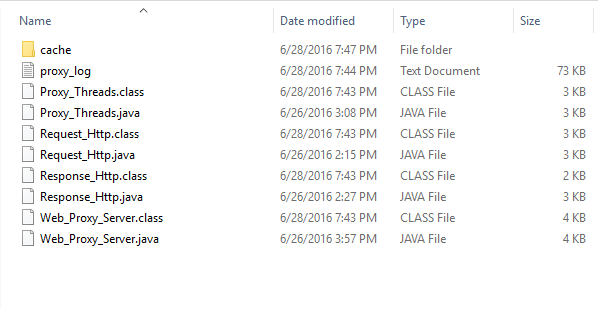 Name Date modified Type Size
cache 6/28/2016 7:47 PM File folder
proxy_log 6/28/2016 7:44 PM Text Document 73 KB
Proxy_Threads.class 6/28/2016 7:43 PM CLASS File 3 KB
Proxy_Threads.java 6/26/2016 3:08 PM JAVA File 3 KB
Request_Http.class 6/28/2016 7:43 PM CLASS File 3 KB
Request_Http.java 6/26/2016 2:15 PM JAVA File 3 KB
Response_Http.class 6/28/2016 7:43 PM CLASS File 2 KB
Response_Http.java 6/26/2016 2:27 PM JAVA File 3 KB
Web_Proxy_Server.class 6/28/2016 7:43 PM CLASS File 4 KB
Web_Proxy_Server.java 6/26/2016 3:57 PM JAVA File 4 KB